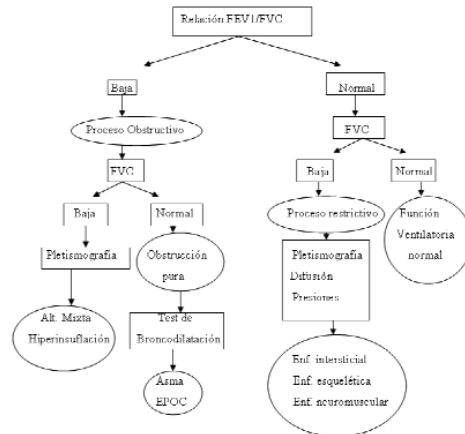 Relación FEV1/FVC
Baja
Normal
Proceso Obstructivo
FVC
FVC
Baja
Normal
Baja
Normal
Proceso restrictivo
Función
Ventilatoria
normal
Pletismografía
Obstrucción
pura
Pletismografía
Difusión
Presiones
Alt. Mixta
Hiperinsuflación
Test de
Broncodilatación
Asma
EPOC
Enf. intersticial
Enf. esquelética
Enf. neuromuscular